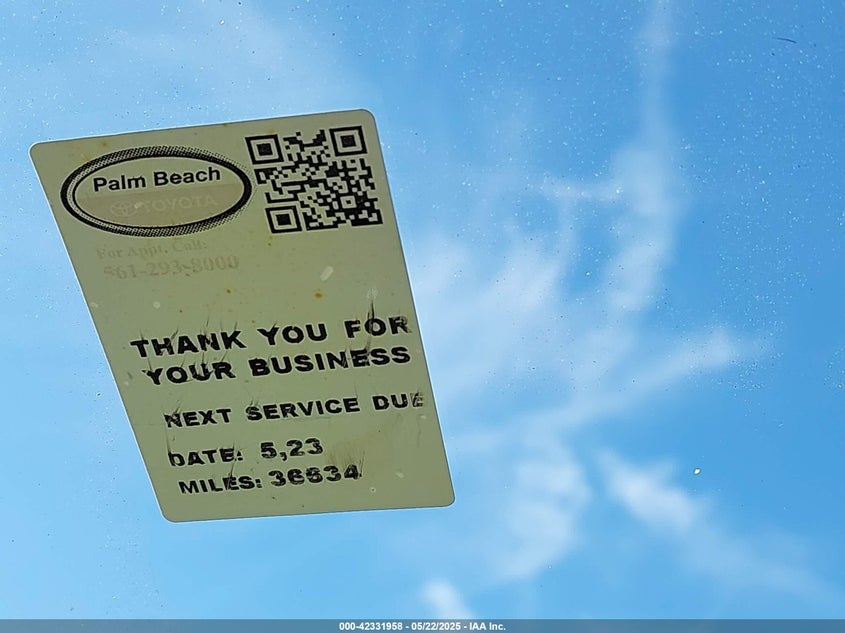 Palm Beach
TOYOTA
For Appt. Call:
561-293-8000
THANK YOU FOR
YOUR BUSINESS
NEXT SERVICE DUE
DATE: 5,23
MILES:
000-42331958 - 05/22/2025 - IAA Inc.